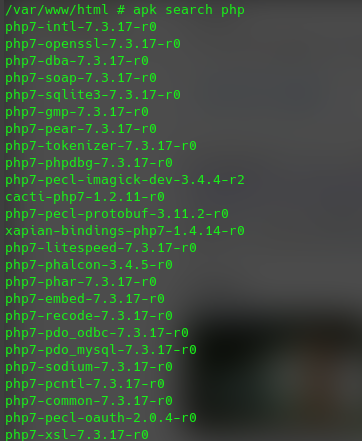 /var/www/html # apk search php
php7-intl-7.3.17-r0
php7-openssl-7.3.17-r0
php7-dba-7.3.17-r0
php7-soap-7.3.17-r0
php7-sqlite3-7.3.17-r0
php7-gmp-7.3.17-r0
php7-pear-7.3.17-r0
php7-tokenizer-7.3.17-r0
php7-phpdbg-7.3.17-r0
php7-pecl-imagick-dev-3.4.4-r2
cacti-php7-1.2.11-r0
php7-pecl-protobuf-3.11.2-r0
xapian-bindings-php7-1.4.14-r0
php7-litespeed-7.3.17-r0
php7-phalcon-3.4.5-r0
php7-phar-7.3.17-r0
php7-embed-7.3.17-r0
php7-recode-7.3.17-r0
php7-pdo_odbc-7.3.17-r0
php7-pdo_mysql-7.3.17-r0
php7-sodium-7.3.17-r0
php7-pcntl-7.3.17-r0
php7-common-7.3.17-r0
php7-pecl-oauth-2.0.4-r0
php7-xsl-7.3.17-r0